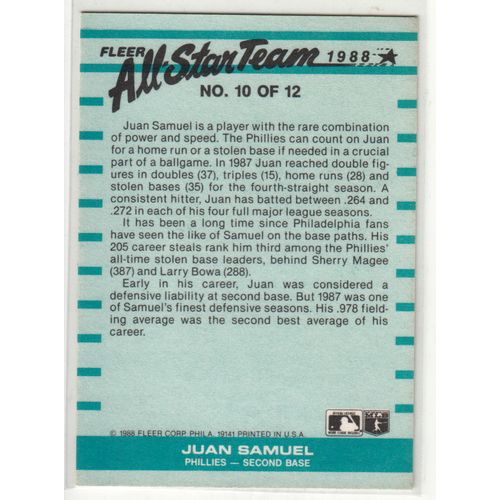 FLEER
All Star Team
1988
NO. 10 OF 12
Juan Samuel is a player with the rare combination
of power and speed. The Phillies can count on Juan
for a home run or a stolen base if needed in a crucial
part of a ballgame. In 1987 Juan reached double fig-
ures in doubles (37), triples (15), home runs (28) and
stolen bases (35) for the fourth-straight season. A
consistent hitter, Juan has batted between .264 and
.272 in each of his four full major league seasons.
It has been a long time since Philadelphia fans
have seen the like of Samuel on the base paths. His
205 career steals rank him third among the Phillies'
all-time stolen base leaders, behind Sherry Magee
(387) and Larry Bowa (288).
Early in his career, Juan was considered a
defensive liability at second base. But 1987 was one
of Samuel's finest defensive seasons. His .978 field-
ing average was the second best average of his
career.
© 1988 FLEER CORP. PHILA. 19141 PRINTED IN U.S.A.
JUAN SAMUEL
PHILLIES — SECOND BASE